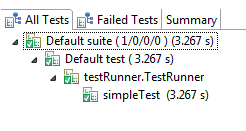 All Tests Failed Tests Summary
Default suite ( 1/0/0/0 ) (3.267 s)
Default test ( 3.267 s)
testRunner.TestRunner
simpleTest (3.267 s)